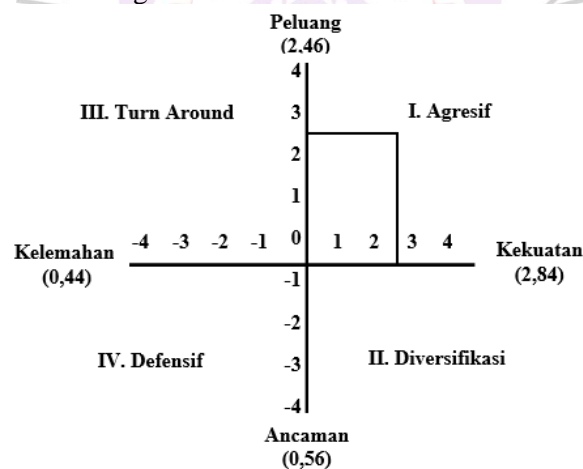 Peluang
(2,46)
4
III. Turn Around
3
I. Agresif
2
1
Kelemahan
(0,44)
-4 -3 -2 -1 0 1 2 3 4
Kekuatan
(2,84)
-1
-2
IV. Defensif
-3
II. Diversifikasi
-4
Ancaman
(0,56)